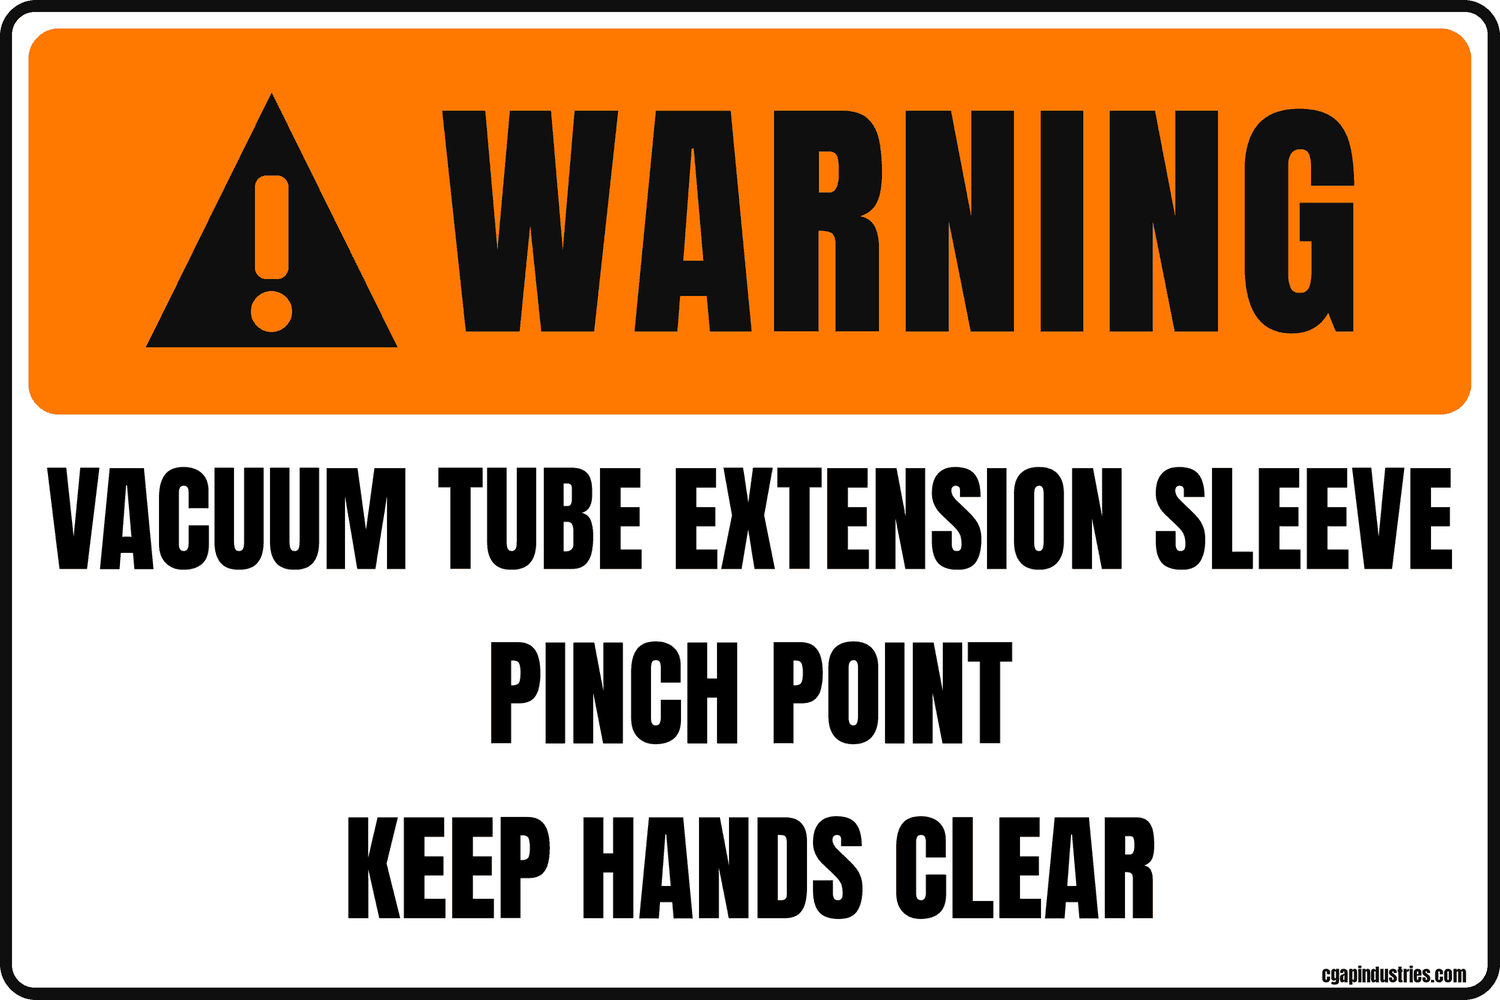 WARNING
VACUUM TUBE EXTENSION SLEEVE
PINCH POINT
KEEP HANDS CLEAR
cgapindustries.com